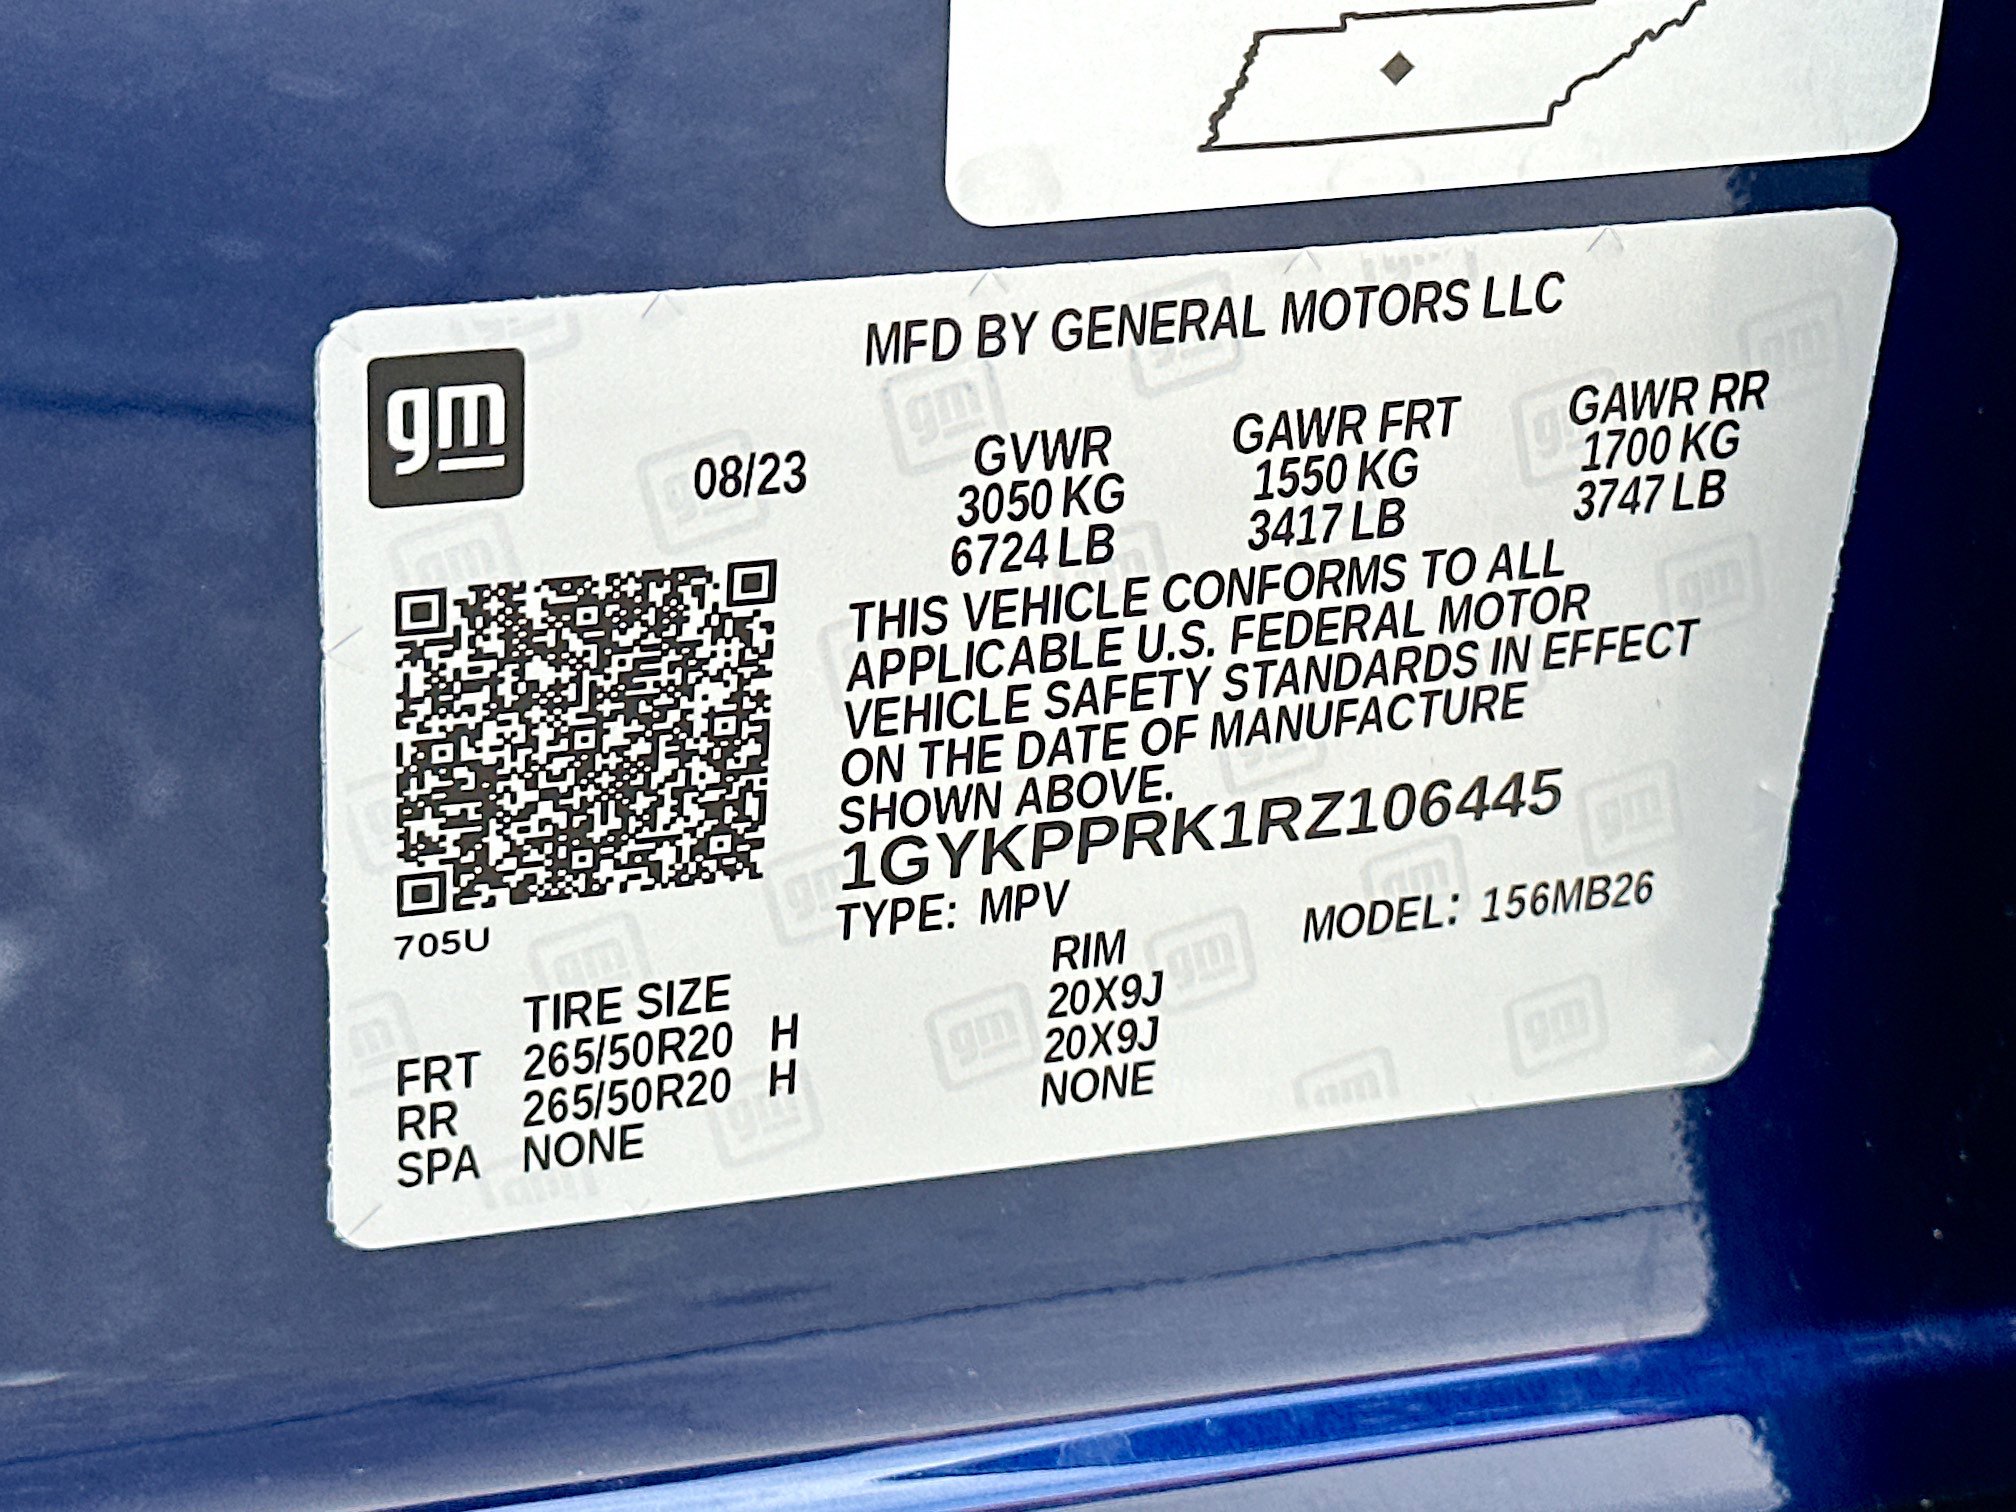 gm
MFD BY GENERAL MOTORS LLC
08/23
GVWR GAWR FRT GAWR RR
3050 KG 1550 KG 1700 KG
6724 LB 3417 LB 3747 LB
THIS VEHICLE CONFORMS TO ALL
APPLICABLE U.S. FEDERAL MOTOR
VEHICLE SAFETY STANDARDS IN EFFECT
ON THE DATE OF MANUFACTURE
SHOWN ABOVE.
1GYKPPRK1RZ106445
TYPE: MPV MODEL: 156MB26
705U
TIRE SIZE RIM
FRT 265/50R20 H 20X9J
RR 265/50R20 H 20X9J
SPA NONE NONE